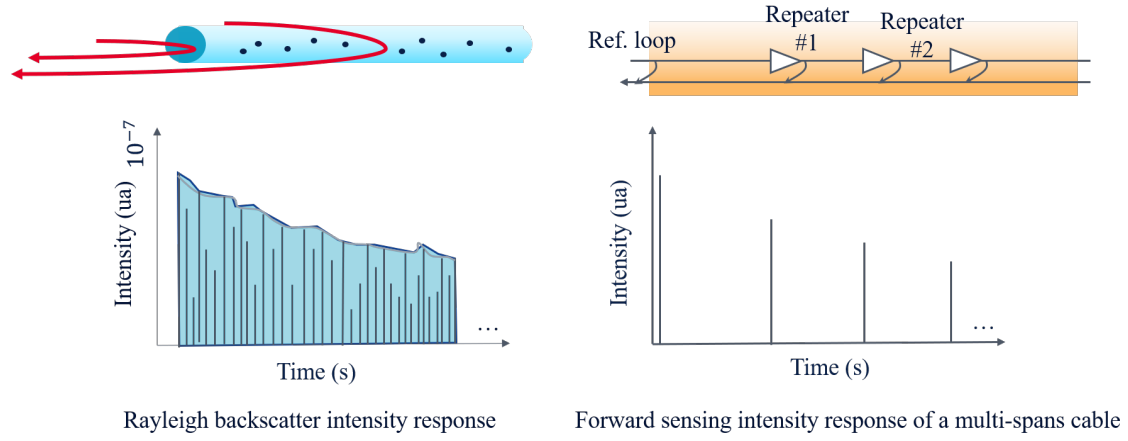 Ref. loop
Repeater
#1
Repeater
#2
10⁻⁷
Intensity (ua)
...
Time (s)
Rayleigh backscatter intensity response
Intensity (ua)
...
Time (s)
Forward sensing intensity response of a multi-spans cable